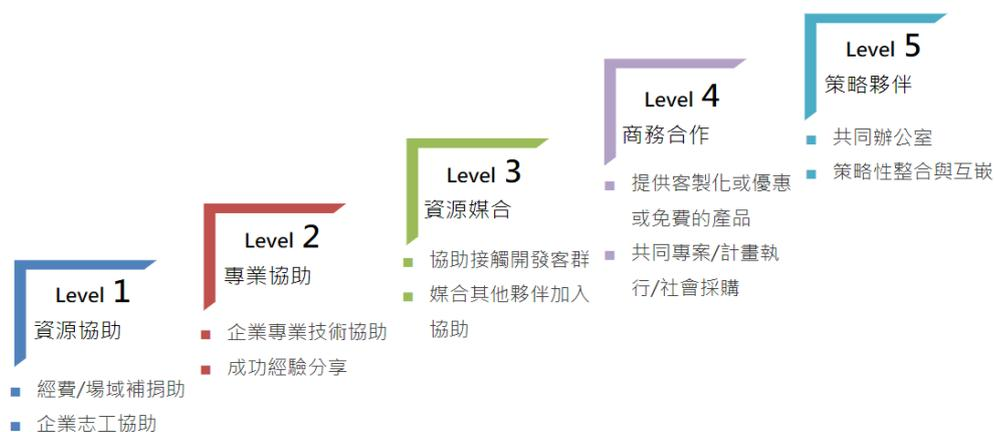 Level 1
資源協助
經費/場域補捐助
企業志工協助
Level 2
專業協助
企業專業技術協助
成功經驗分享
Level 3
資源媒合
協助接觸開發客群
媒合其他夥伴加入
協助
Level 4
商務合作
提供客製化或優惠
或免費的產品
共同專案/計畫執
行/社會採購
Level 5
策略夥伴
共同辦公室
策略性整合與互嵌